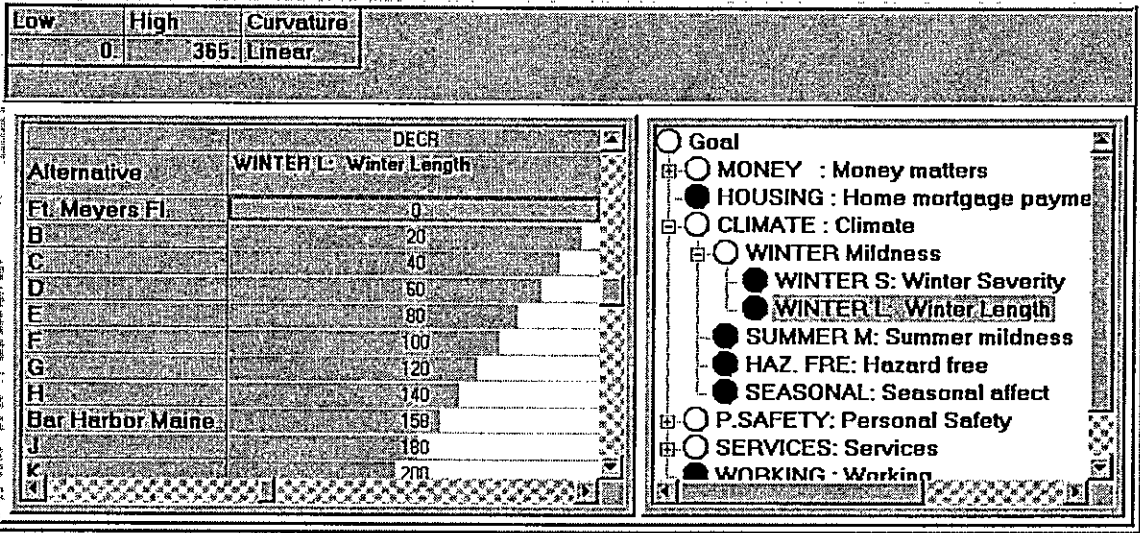 Low High Curvature
0. 365. Linear
DECR
Alternative WINTER L: Winter Length
Ft. Meyers Fl. 0
B 20
C 40
D 60
E 80
F 100
G 120
H 140
Bar Harbor Maine 158
J 180
K 200
Goal
MONEY : Money matters
HOUSING : Home mortgage payme
CLIMATE : Climate
WINTER Mildness
WINTER S: Winter Severity
WINTER L: Winter Length
SUMMER M: Summer mildness
HAZ. FRE: Hazard free
SEASONAL: Seasonal affect
P.SAFETY: Personal Safety
SERVICES: Services
WORKING : Working